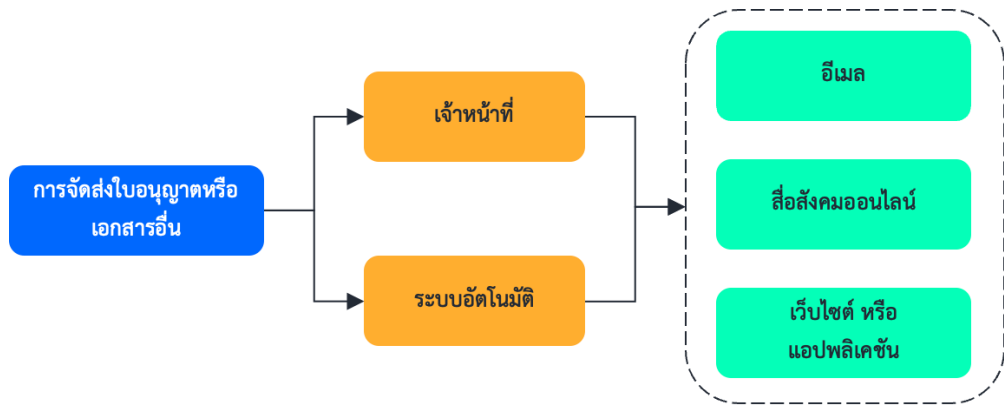 การจัดส่งใบอนุญาตหรือ
เอกสารอื่น
เจ้าหน้าที่
ระบบอัตโนมัติ
อีเมล
สื่อสังคมออนไลน์
เว็บไซต์ หรือ
แอปพลิเคชัน